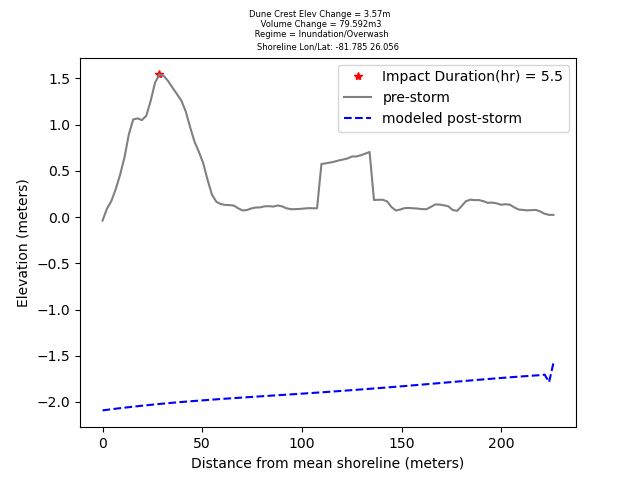 Dune Crest Elev Change = 3.57m
Volume Change = 79.592m3
Regime = Inundation/Overwash
Shoreline Lon/Lat: -81.785 26.056
Impact Duration(hr) = 5.5
pre-storm
modeled post-storm
1.5
1.0
0.5
0.0
−0.5
−1.0
−1.5
−2.0
Elevation (meters)
0 50 100 150 200
Distance from mean shoreline (meters)